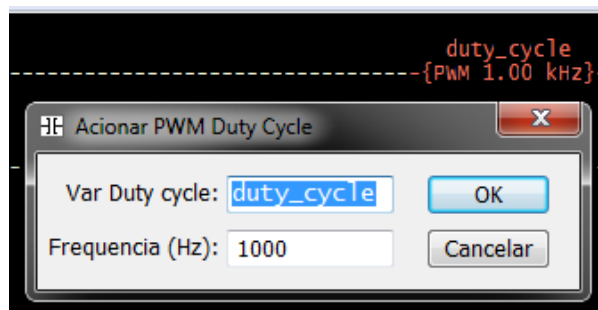 duty_cycle
{PWM 1.00 kHz}
Acionar PWM Duty Cycle
Var Duty cycle: duty_cycle OK
Frequencia (Hz): 1000 Cancelar